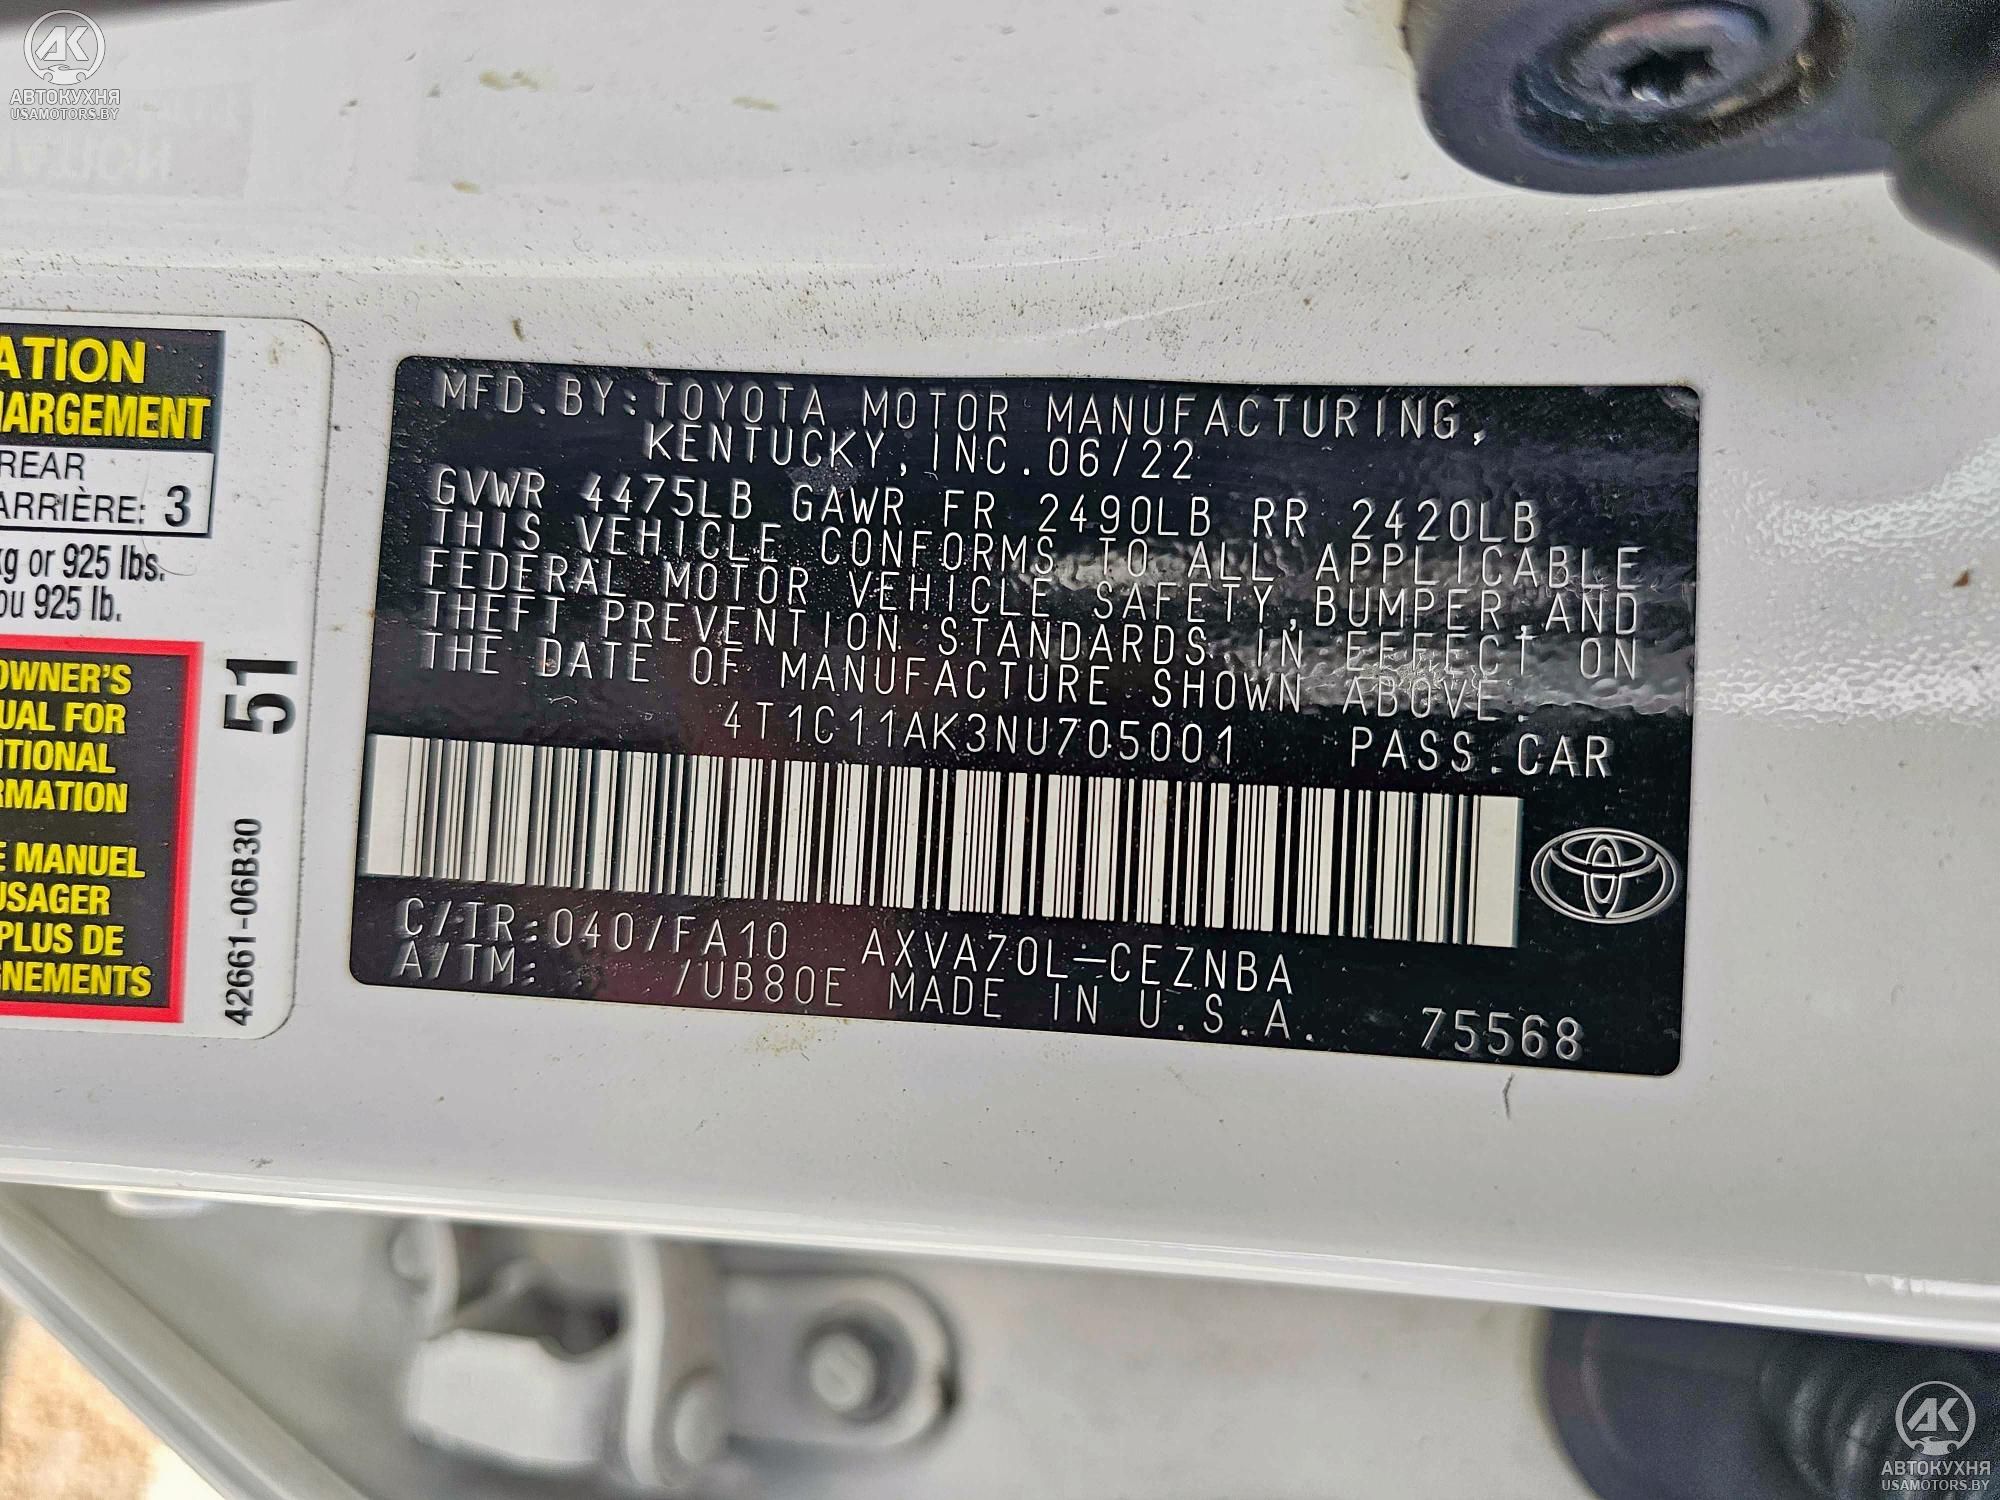 AK
АВТОКУХНЯ
USAMOTORS.BY
ATION
HARGEMENT
REAR
ARRIÈRE: 3
kg or 925 lbs.
ou 925 lb.
OWNER'S
UAL FOR
ITIONAL
RMATION
E MANUEL
USAGER
PLUS DE
GNEMENTS
51
42661-06B30
MFD. BY: TOYOTA MOTOR MANUFACTURING,
KENTUCKY, INC. 06/22
GVWR 4475LB GAWR FR 2490LB RR 2420LB
THIS VEHICLE CONFORMS TO ALL APPLICABLE
FEDERAL MOTOR VEHICLE SAFETY, BUMPER, AND
THEFT PREVENTION STANDARDS IN EFFECT ON
THE DATE OF MANUFACTURE SHOWN ABOVE.
4T1C11AK3NU705001 PASS. CAR
C/TR: 040/FA10 AXVA70L-CEZNBA
A/TM: /UB80E MADE IN U.S.A. 75568
AK
АВТОКУХНЯ
USAMOTORS.BY